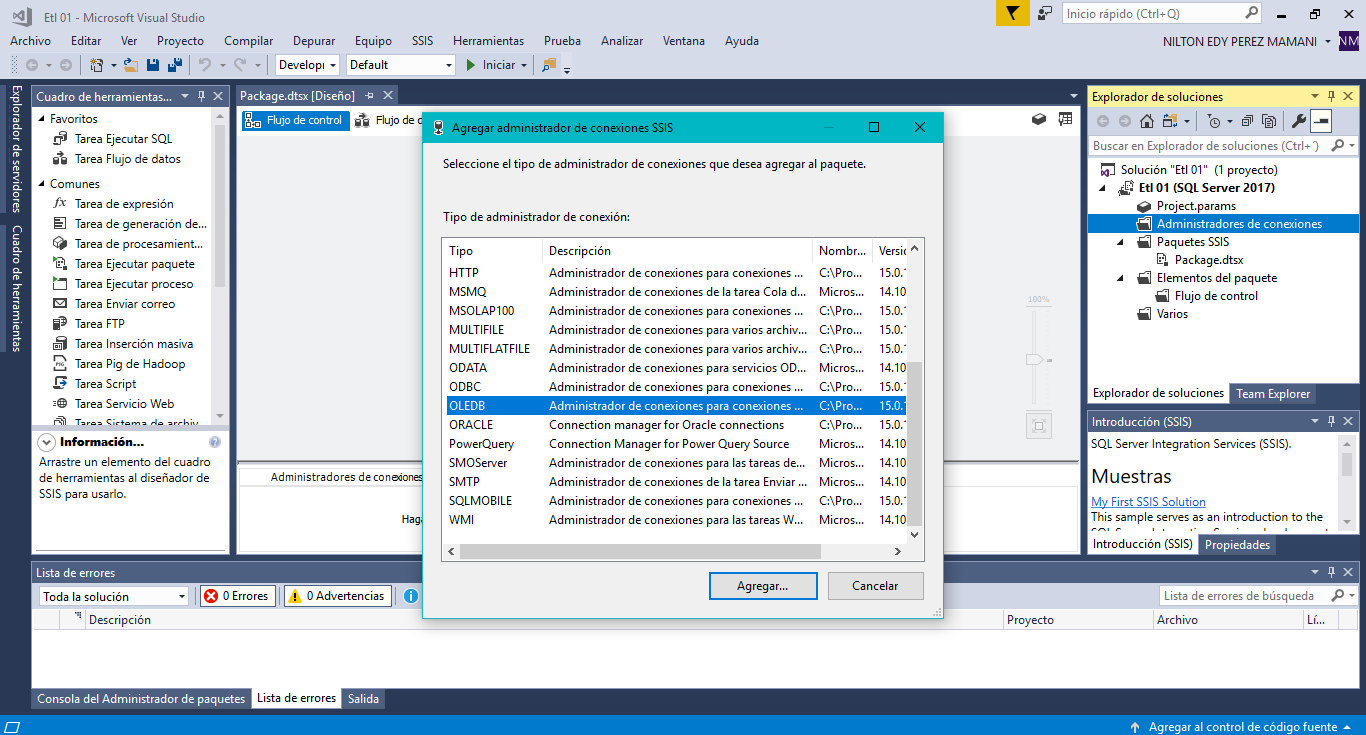 Etl 01 - Microsoft Visual Studio
Inicio rápido (Ctrl+Q)
Archivo Editar Ver Proyecto Compilar Depurar Equipo SSIS Herramientas Prueba Analizar Ventana Ayuda
NILTON EDY PEREZ MAMANI NM
Develop Default Iniciar
Explorador de servidores
Cuadro de herramientas
Cuadro de herramientas...
Favoritos
Tarea Ejecutar SQL
Tarea Flujo de datos
Comunes
Tarea de expresión
Tarea de generación de...
Tarea de procesamient...
Tarea Ejecutar paquete
Tarea Ejecutar proceso
Tarea Enviar correo
Tarea FTP
Tarea Inserción masiva
Tarea Pig de Hadoop
Tarea Script
Tarea Servicio Web
Tarea Sistema de archiv
Información...
Arrastre un elemento del cuadro
de herramientas al diseñador de
SSIS para usarlo.
Package.dtsx [Diseño]
Flujo de control Flujo de
100%
Administradores de conexiones
Haga
Agregar administrador de conexiones SSIS
Seleccione el tipo de administrador de conexiones que desea agregar al paquete.
Tipo de administrador de conexión:
Tipo Descripción Nombr... Versic
HTTP Administrador de conexiones para conexiones ... C:\Pro... 15.0.1
MSMQ Administrador de conexiones de la tarea Cola d... Micros... 14.10
MSOLAP100 Administrador de conexiones para conexiones ... C:\Pro... 15.0.1
MULTIFILE Administrador de conexiones para varios archiv... C:\Pro... 15.0.1
MULTIFLATFILE Administrador de conexiones para varios archiv... C:\Pro... 15.0.1
ODATA Administrador de conexiones para servicios OD... Micros... 14.10
ODBC Administrador de conexiones para conexiones ... C:\Pro... 15.0.1
OLEDB Administrador de conexiones para conexiones ... C:\Pro... 15.0.1
ORACLE Connection manager for Oracle connections C:\Pro... 15.0.1
PowerQuery Connection Manager for Power Query Source Micros... 14.10
SMOServer Administrador de conexiones para las tareas de... Micros... 14.10
SMTP Administrador de conexiones de la tarea Enviar ... Micros... 14.10
SQLMOBILE Administrador de conexiones para conexiones ... C:\Pro... 15.0.1
WMI Administrador de conexiones para las tareas W... Micros... 14.10
Agregar... Cancelar
Explorador de soluciones
Buscar en Explorador de soluciones (Ctrl+´)
Solución "Etl 01" (1 proyecto)
Etl 01 (SQL Server 2017)
Project.params
Administradores de conexiones
Paquetes SSIS
Package.dtsx
Elementos del paquete
Flujo de control
Varios
Explorador de soluciones Team Explorer
Introducción (SSIS)
SQL Server Integration Services (SSIS).
Muestras
My First SSIS Solution
This sample serves as an introduction to the
Introducción (SSIS) Propiedades
Lista de errores
Toda la solución 0 Errores 0 Advertencias
Lista de errores de búsqueda
Descripción Proyecto Archivo Lí...
Consola del Administrador de paquetes Lista de errores Salida
Agregar al control de código fuente